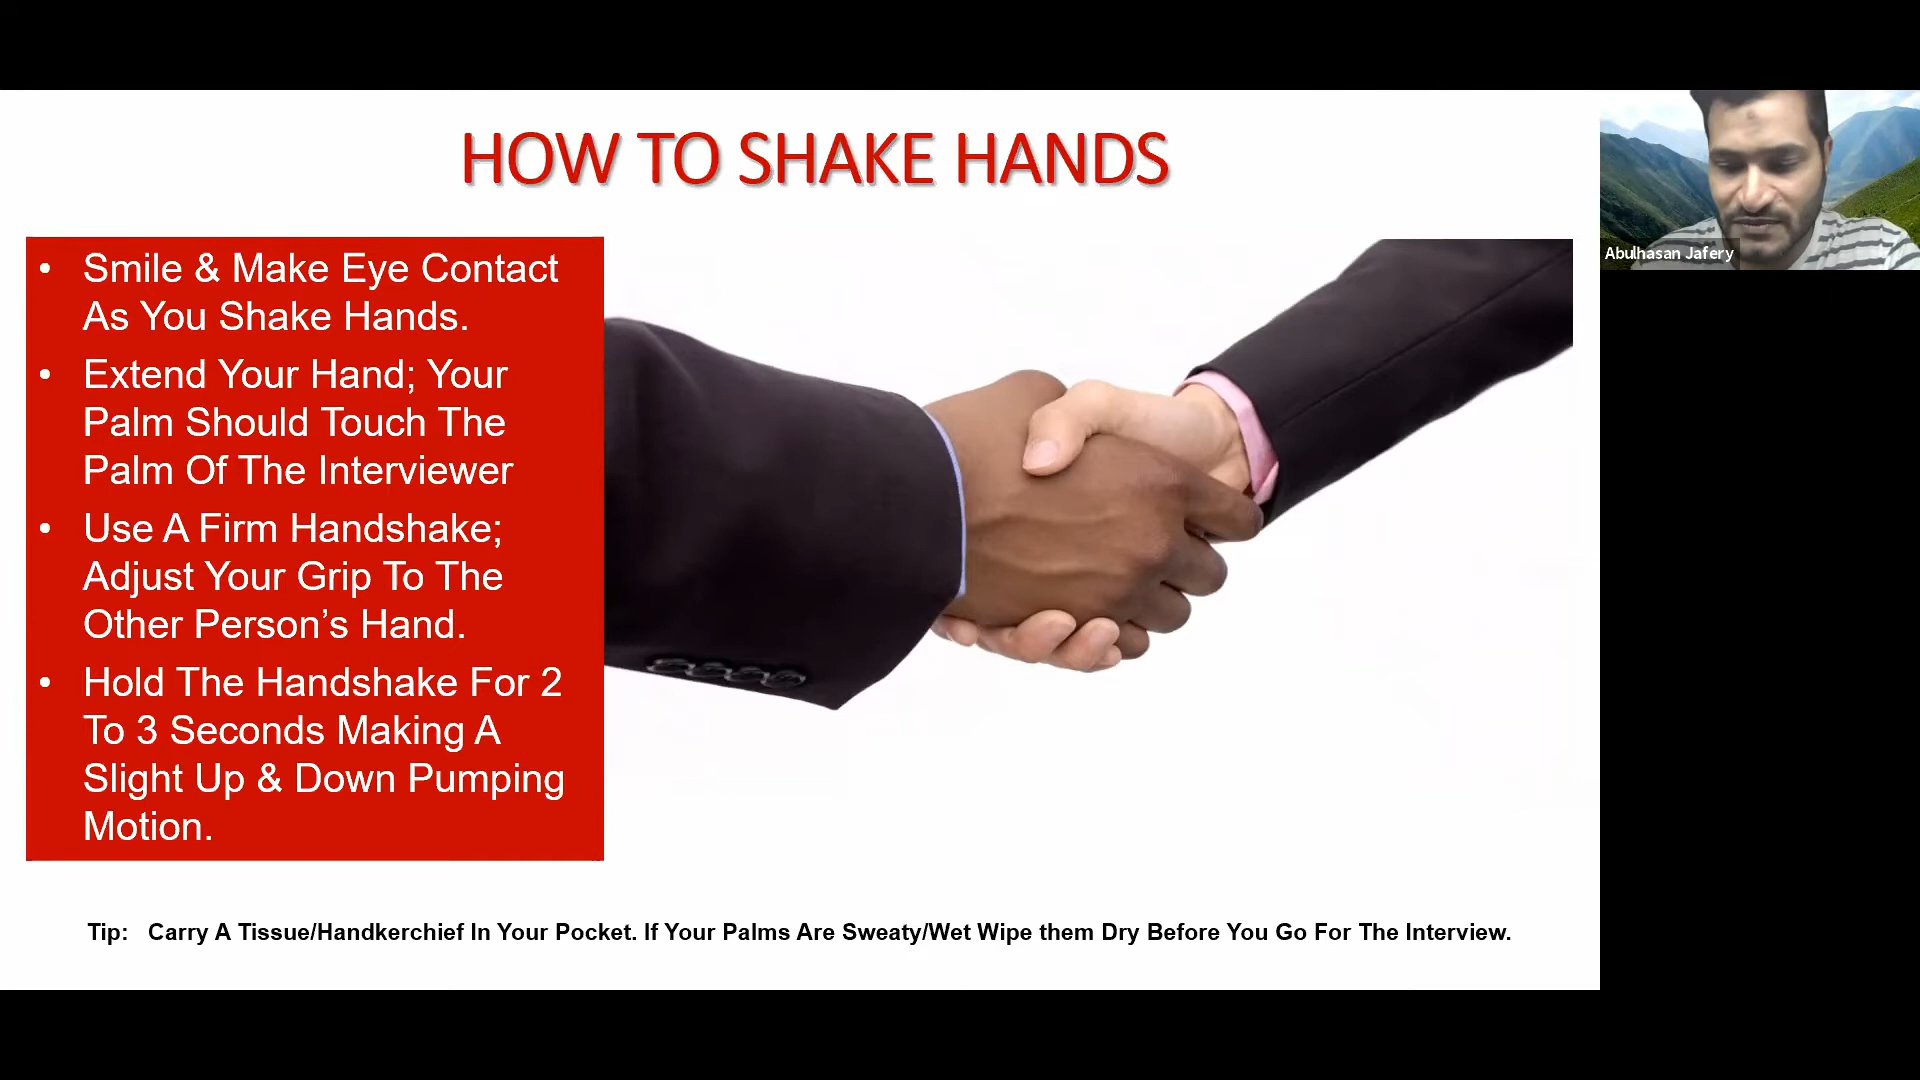 HOW TO SHAKE HANDS
• Smile & Make Eye Contact
As You Shake Hands.
• Extend Your Hand; Your
Palm Should Touch The
Palm Of The Interviewer
• Use A Firm Handshake;
Adjust Your Grip To The
Other Person’s Hand.
• Hold The Handshake For 2
To 3 Seconds Making A
Slight Up & Down Pumping
Motion.
Tip: Carry A Tissue/Handkerchief In Your Pocket. If Your Palms Are Sweaty/Wet Wipe them Dry Before You Go For The Interview.
Abulhasan Jafery